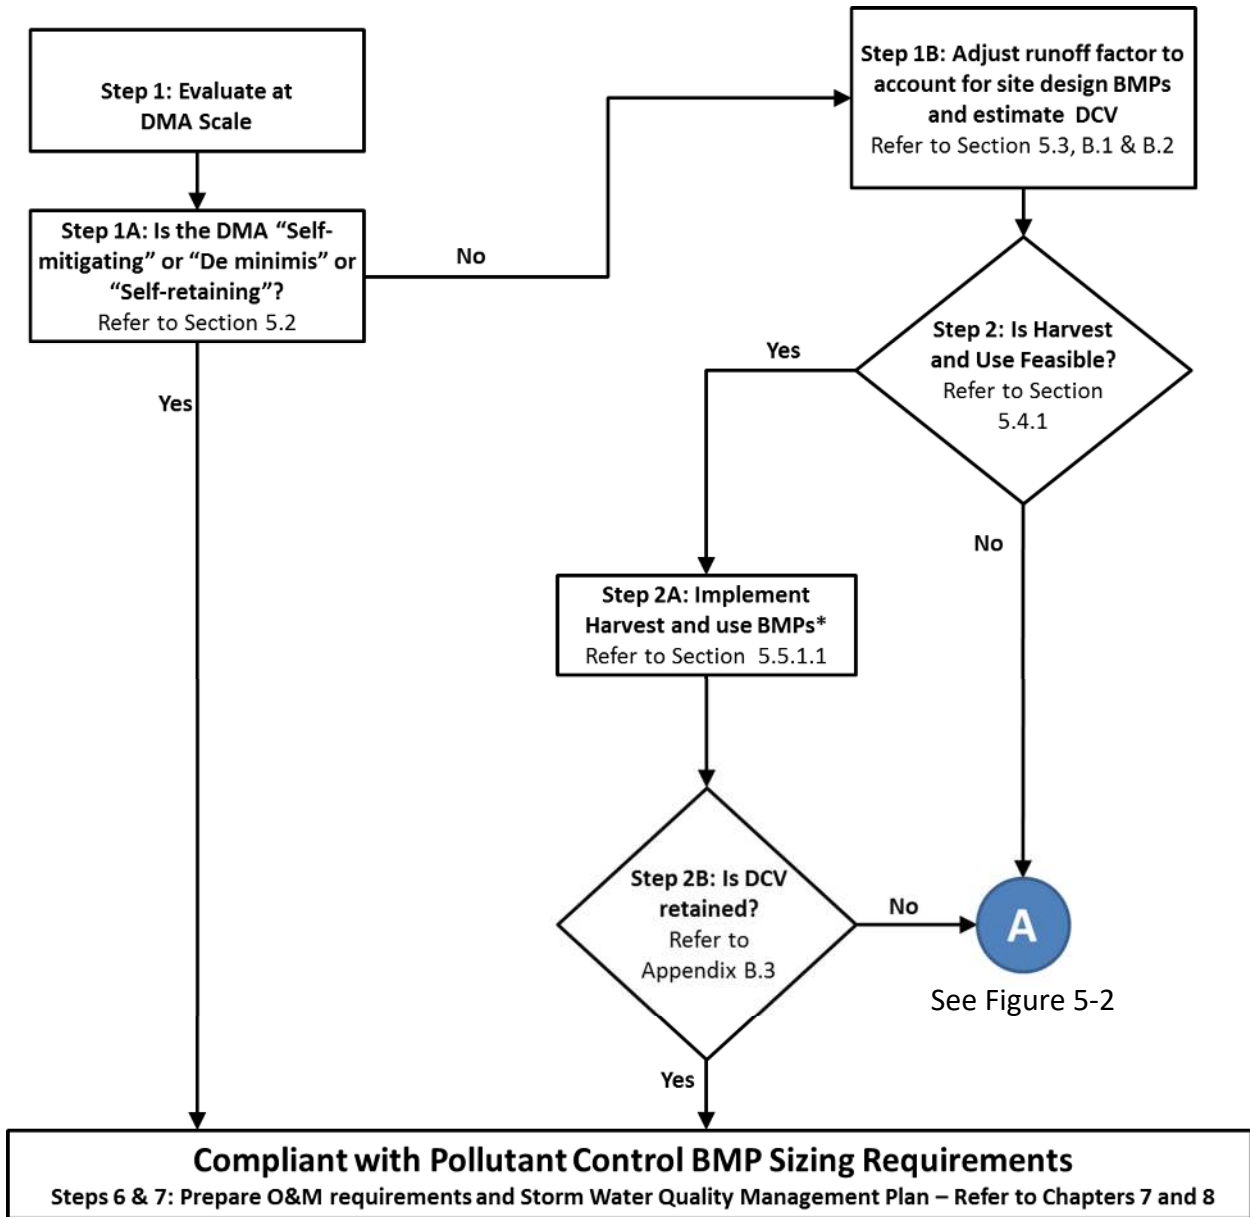 Step 1: Evaluate at
DMA Scale
Step 1A: Is the DMA “Self-
mitigating” or “De minimis” or
“Self-retaining”?
Refer to Section 5.2
No
Yes
Step 1B: Adjust runoff factor to
account for site design BMPs
and estimate DCV
Refer to Section 5.3, B.1 & B.2
Step 2: Is Harvest
and Use Feasible?
Refer to Section
5.4.1
Yes
No
Step 2A: Implement
Harvest and use BMPs*
Refer to Section 5.5.1.1
Step 2B: Is DCV
retained?
Refer to
Appendix B.3
No
A
See Figure 5-2
Yes
Compliant with Pollutant Control BMP Sizing Requirements
Steps 6 & 7: Prepare O&M requirements and Storm Water Quality Management Plan – Refer to Chapters 7 and 8